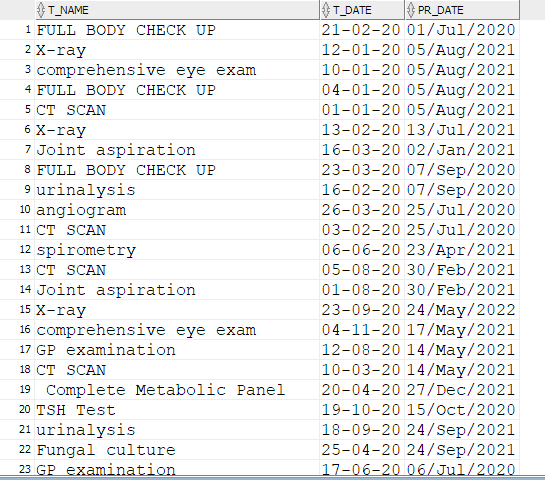 T_NAME T_DATE PR_DATE
1 FULL BODY CHECK UP 21-02-20 01/Jul/2020
2 X-ray 12-01-20 05/Aug/2021
3 comprehensive eye exam 10-01-20 05/Aug/2021
4 FULL BODY CHECK UP 04-01-20 05/Aug/2021
5 CT SCAN 01-01-20 05/Aug/2021
6 X-ray 13-02-20 13/Jul/2021
7 Joint aspiration 16-03-20 02/Jan/2021
8 FULL BODY CHECK UP 23-03-20 07/Sep/2020
9 urinalysis 16-02-20 07/Sep/2020
10 angiogram 26-03-20 25/Jul/2020
11 CT SCAN 03-02-20 25/Jul/2020
12 spirometry 06-06-20 23/Apr/2021
13 CT SCAN 05-08-20 30/Feb/2021
14 Joint aspiration 01-08-20 30/Feb/2021
15 X-ray 23-09-20 24/May/2022
16 comprehensive eye exam 04-11-20 17/May/2021
17 GP examination 12-08-20 14/May/2021
18 CT SCAN 10-03-20 14/May/2021
19 Complete Metabolic Panel 20-04-20 27/Dec/2021
20 TSH Test 19-10-20 15/Oct/2020
21 urinalysis 18-09-20 24/Sep/2021
22 Fungal culture 25-04-20 24/Sep/2021
23 GP examination 17-06-20 06/Jul/2020